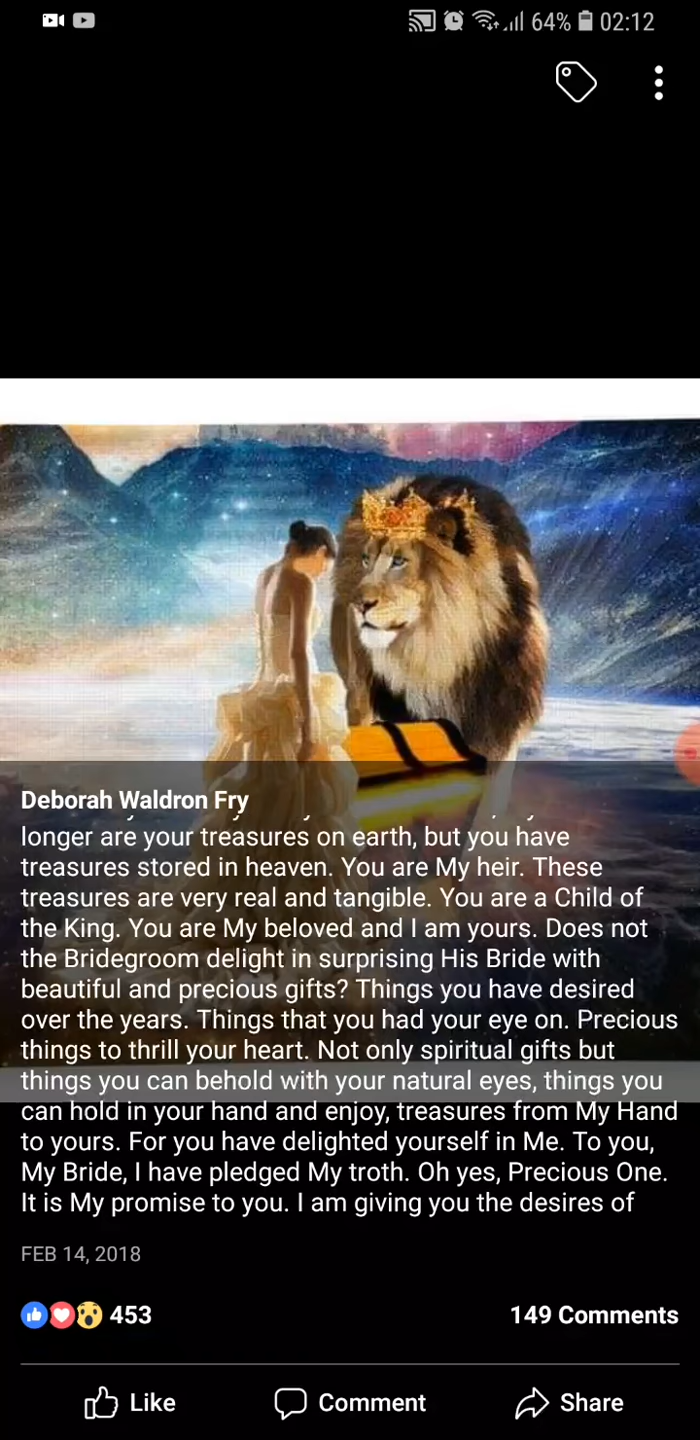 64% 02:12
Deborah Waldron Fry
longer are your treasures on earth, but you have
treasures stored in heaven. You are My heir. These
treasures are very real and tangible. You are a Child of
the King. You are My beloved and I am yours. Does not
the Bridegroom delight in surprising His Bride with
beautiful and precious gifts? Things you have desired
over the years. Things that you had your eye on. Precious
things to thrill your heart. Not only spiritual gifts but
things you can behold with your natural eyes, things you
can hold in your hand and enjoy, treasures from My Hand
to yours. For you have delighted yourself in Me. To you,
My Bride, I have pledged My troth. Oh yes, Precious One.
It is My promise to you. I am giving you the desires of
FEB 14, 2018
453 149 Comments
Like Comment Share